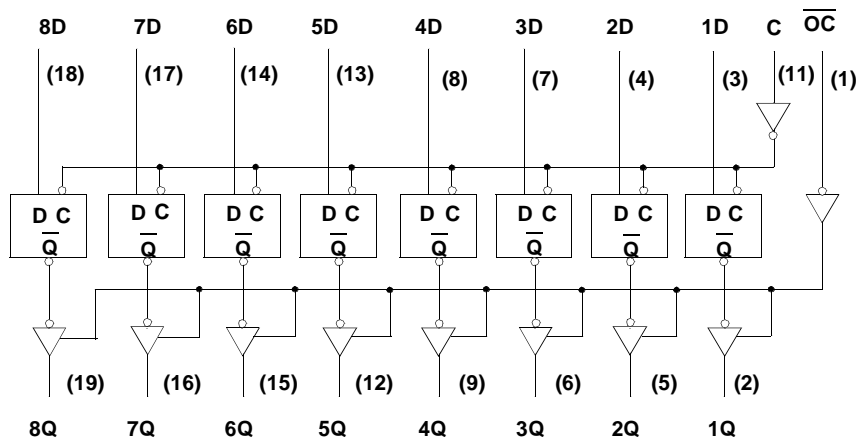 8D 7D 6D 5D 4D 3D 2D 1D C O̅C̅
(18) (17) (14) (13) (8) (7) (4) (3) (11) (1)
D C D C D C D C D C D C D C D C
Q̅ Q̅ Q̅ Q̅ Q̅ Q̅ Q̅ Q̅
(19) (16) (15) (12) (9) (6) (5) (2)
8Q 7Q 6Q 5Q 4Q 3Q 2Q 1Q